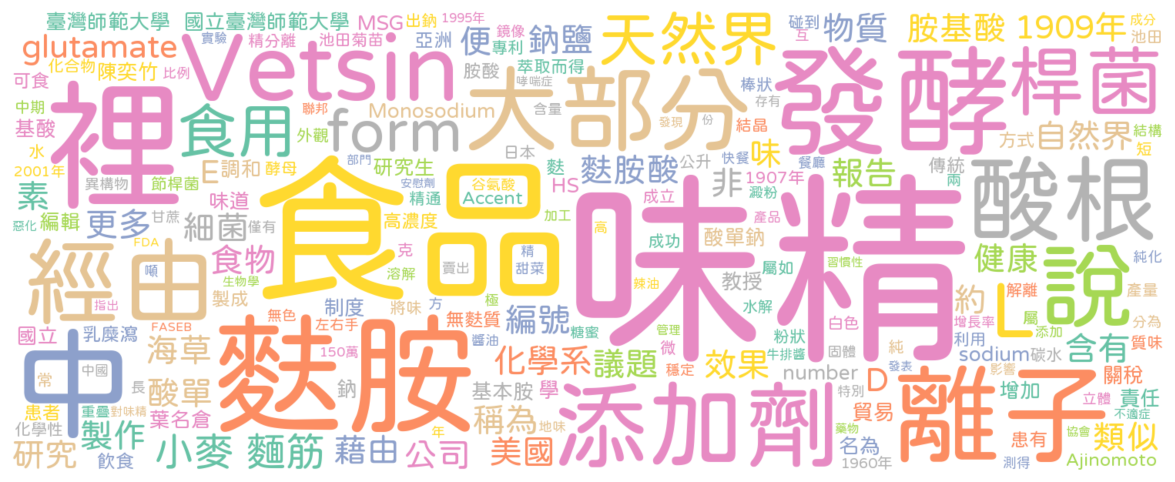 臺灣師範大學 國立臺灣師範大學 MSG 出鈉 1995年 鏡像 亞洲 便 專利 鈉鹽 天然界 碰到 互 物質 胺基酸 1909年 成分 池田
glutamate 實驗 精分離 池田菊苗
化合物 陳奕竹 比例 Vetsin 胺酸 萃取而得 哮喘症
可食 裡 食用 聯邦 Monosodium 含量 大部分 棒狀 存有 發酵 桿菌
中期 基酸 外觀 form 日本 發現 份 結晶 方式 自然界 結構 短
水 2001年 E 調和 酵母 部門 研究生 麩 麩胺酸 公升 快餐 味 餐廳 報告 傳統 兩
異構物 節桿菌 安慰劑 谷氨酸 Accent HS 成立 1907年 澱粉 非 酸根
素 編輯 味道 精通 加工 產品
惡化 更多 甘蔗 細菌 僅有 高濃度 食品 味精 高 成功 酸單鈉 健康 說
經由 FDA 噸 食物 克 賣出 精 甜菜 習慣性 屬如 教授 純化
生物學 溶解 辣油 解離 產量
指出 製成 制度 將味 方 極 水解 約 L 屬 添加 分為
國立 乳糜瀉 FASEB 無色 左右手 無麩質 編號 糖蜜 管理 微 粉狀 白色 增長率 利用 質味
中 常 中國 海草 150萬 醬油 化學系 議題 穩定 效果 牛排醬 固體 純 發表 sodium 碳水 含有
長 酸單 麩胺 鈉 基本胺 學 添加劑 number 特別 D 離子 影響 增加 關稅 立體
患者 重疊 對味精 葉名倉 稱為 地味 貿易 責任 不適症
化學性 製作 年 藥物 名為 患有 協會 類似
研究 飲食 小麥 麵筋 藉由 公司 美國 1960年 測得 Ajinomoto